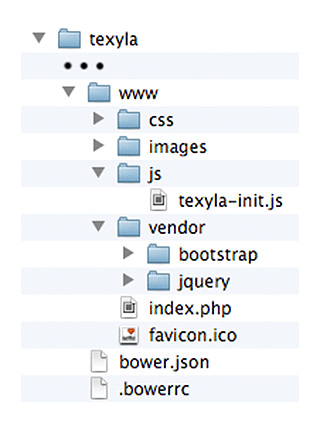 texyla
•••
www
css
images
js
texyla-init.js
vendor
bootstrap
jquery
index.php
favicon.ico
bower.json
.bowerrc